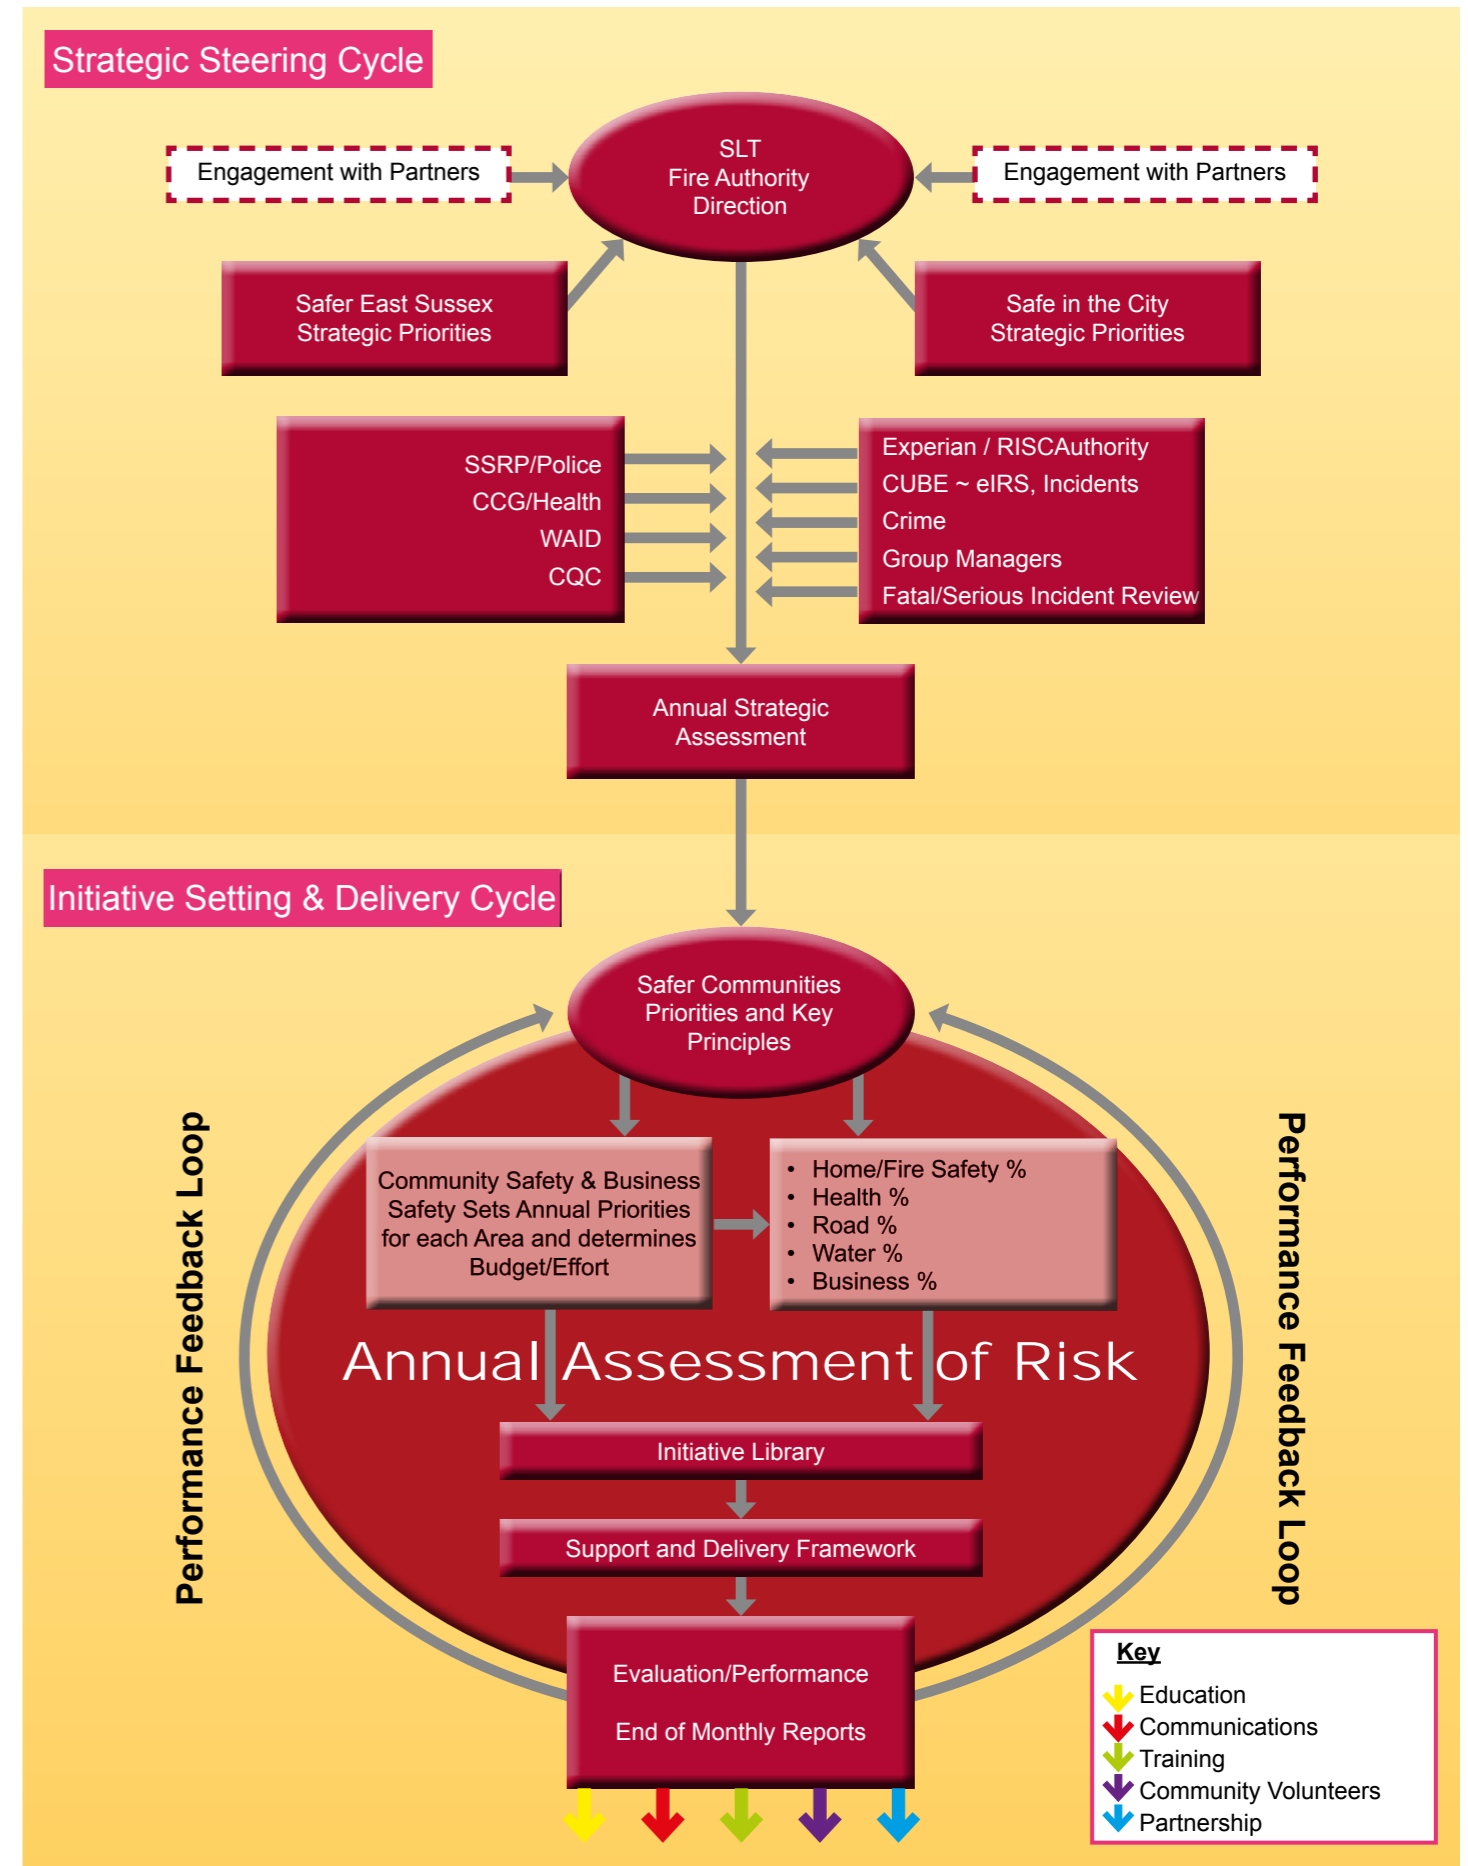 Strategic Steering Cycle
SLT
Fire Authority
Direction
Engagement with Partners
Engagement with Partners
Safer East Sussex
Strategic Priorities
Safe in the City
Strategic Priorities
SSRP/Police
CCG/Health
WAID
CQC
Experian / RISCAuthority
CUBE ~ eIRS, Incidents
Crime
Group Managers
Fatal/Serious Incident Review
Annual Strategic
Assessment
Initiative Setting & Delivery Cycle
Safer Communities
Priorities and Key
Principles
Performance Feedback Loop
Community Safety & Business
Safety Sets Annual Priorities
for each Area and determines
Budget/Effort
• Home/Fire Safety %
• Health %
• Road %
• Water %
• Business %
Performance Feedback Loop
Annual Assessment of Risk
Initiative Library
Support and Delivery Framework
Evaluation/Performance
End of Monthly Reports
Key
Education
Communications
Training
Community Volunteers
Partnership